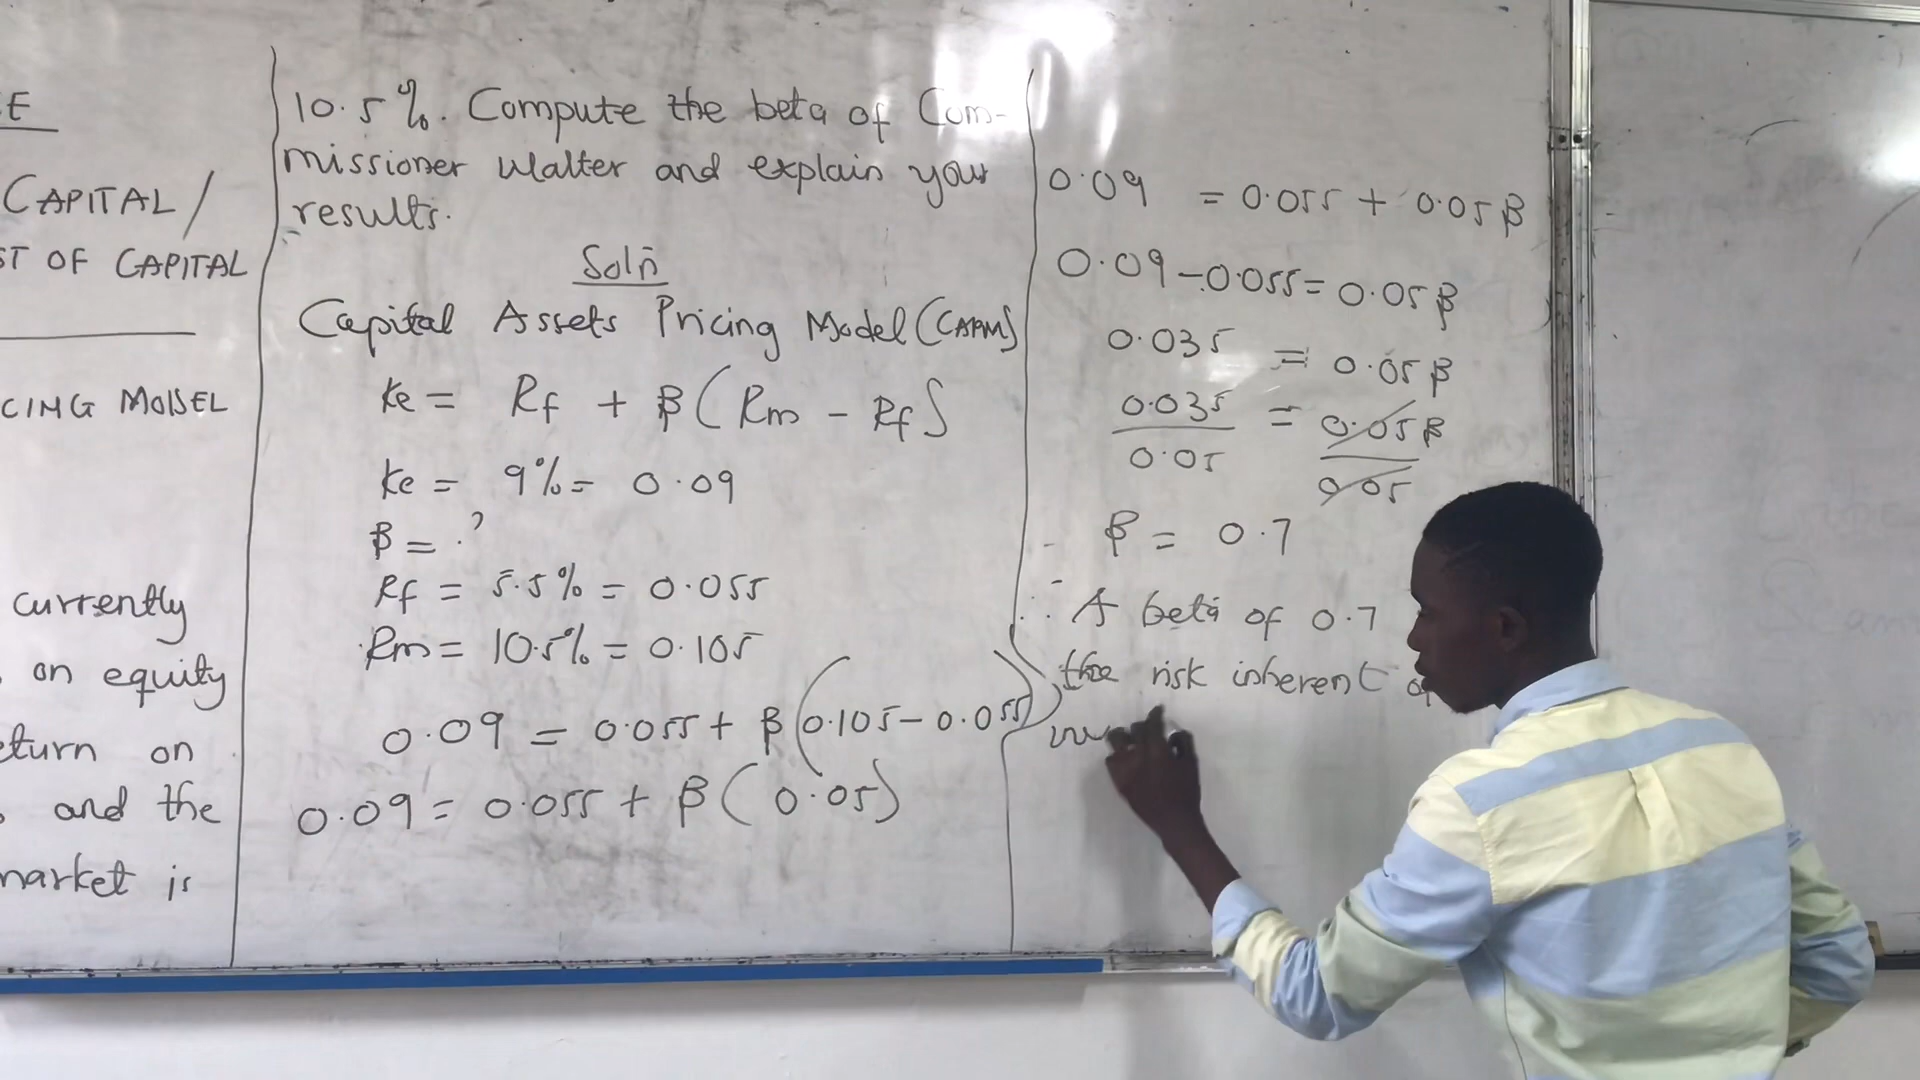 E
CAPITAL /
ST OF CAPITAL
CING MODEL
currently
on equity
eturn on
and the
market is
10.5%. Compute the beta of Com-
missioner Walter and explain your
results.
Soln
Capital Assets Pricing Model (CAPM)
Ke = Rf + β (Rm - Rf)
Ke = 9% = 0.09
β = ?
Rf = 5.5% = 0.055
Rm = 10.5% = 0.105
0.09 = 0.055 + β (0.105 - 0.055)
0.09 = 0.055 + β ( 0.05)
0.09 = 0.055 + 0.05β
0.09 - 0.055 = 0.05β
0.035 = 0.05β
0.035 = 0.05β
0.05 0.05
β = 0.7
∴ A beta of 0.7
the risk inherent